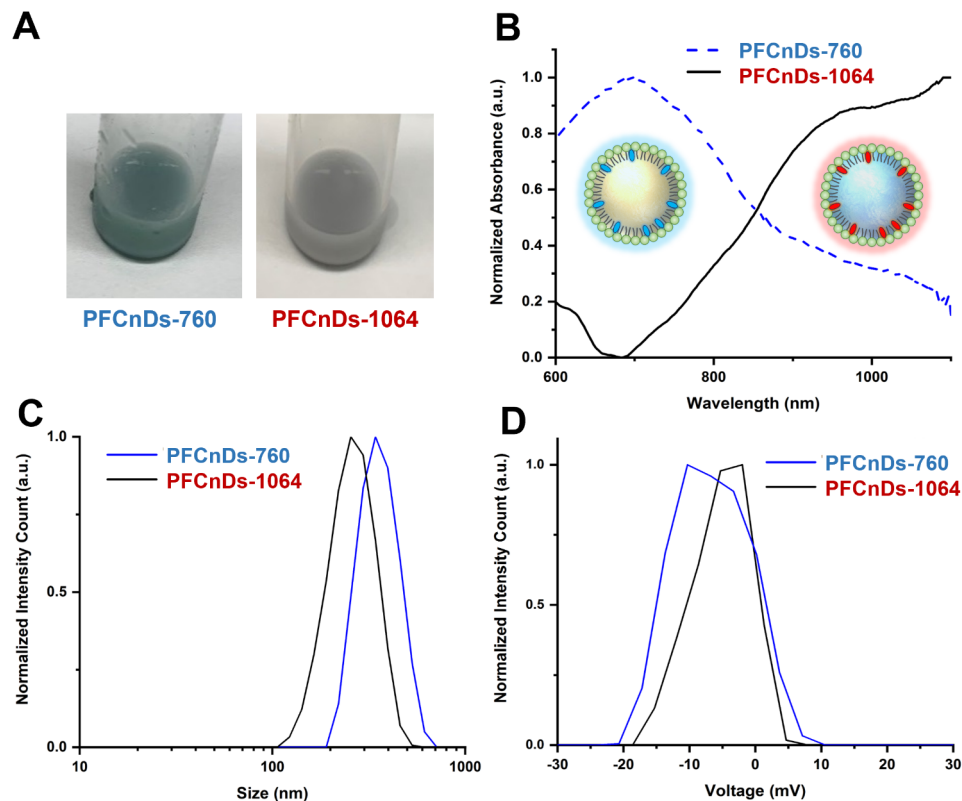 A
PFCnDs-760
PFCnDs-1064
B
PFCnDs-760
PFCnDs-1064
Normalized Absorbance (a.u.)
1.0
0.8
0.6
0.4
0.2
0.0
600
800
1000
Wavelength (nm)
C
PFCnDs-760
PFCnDs-1064
Normalized Intensity Count (a.u.)
1.0
0.5
0.0
10
100
1000
Size (nm)
D
PFCnDs-760
PFCnDs-1064
Normalized Intensity Count (a.u.)
1.0
0.5
0.0
-30
-20
-10
0
10
20
30
Voltage (mV)